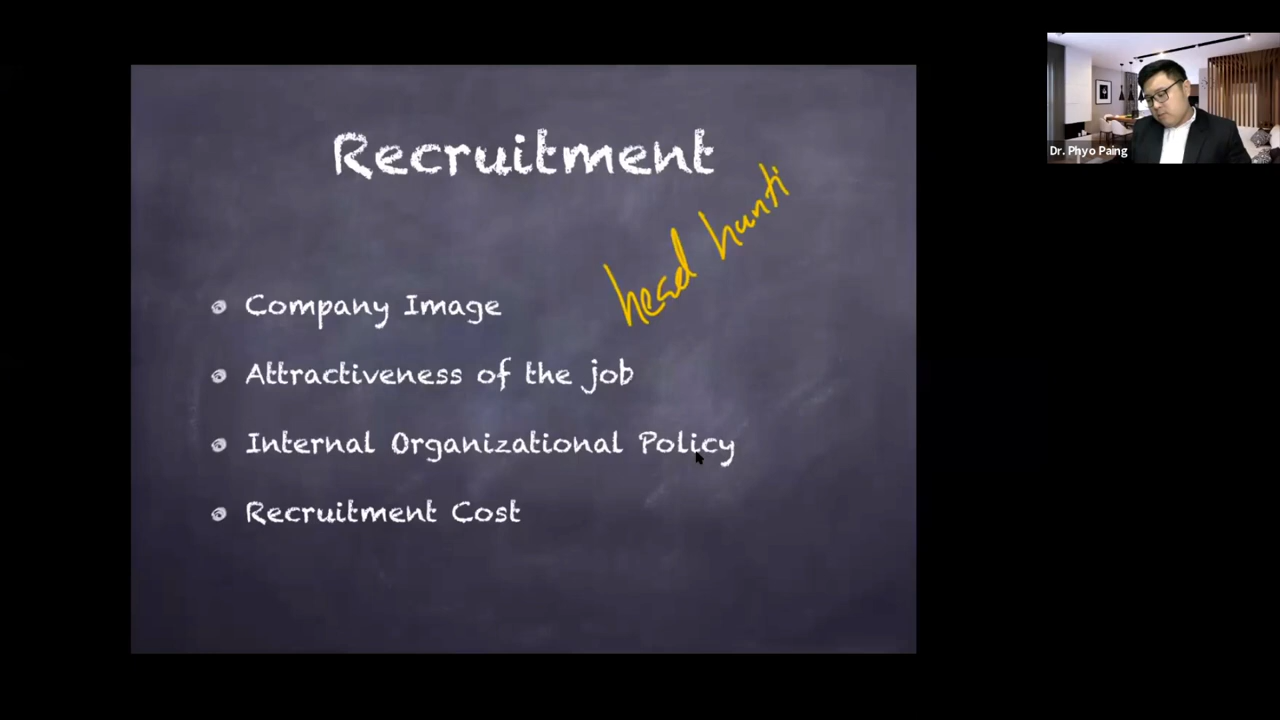 Recruitment
head hunti
Company Image
Attractiveness of the job
Internal Organizational Policy
Recruitment Cost
Dr. Phyo Paing